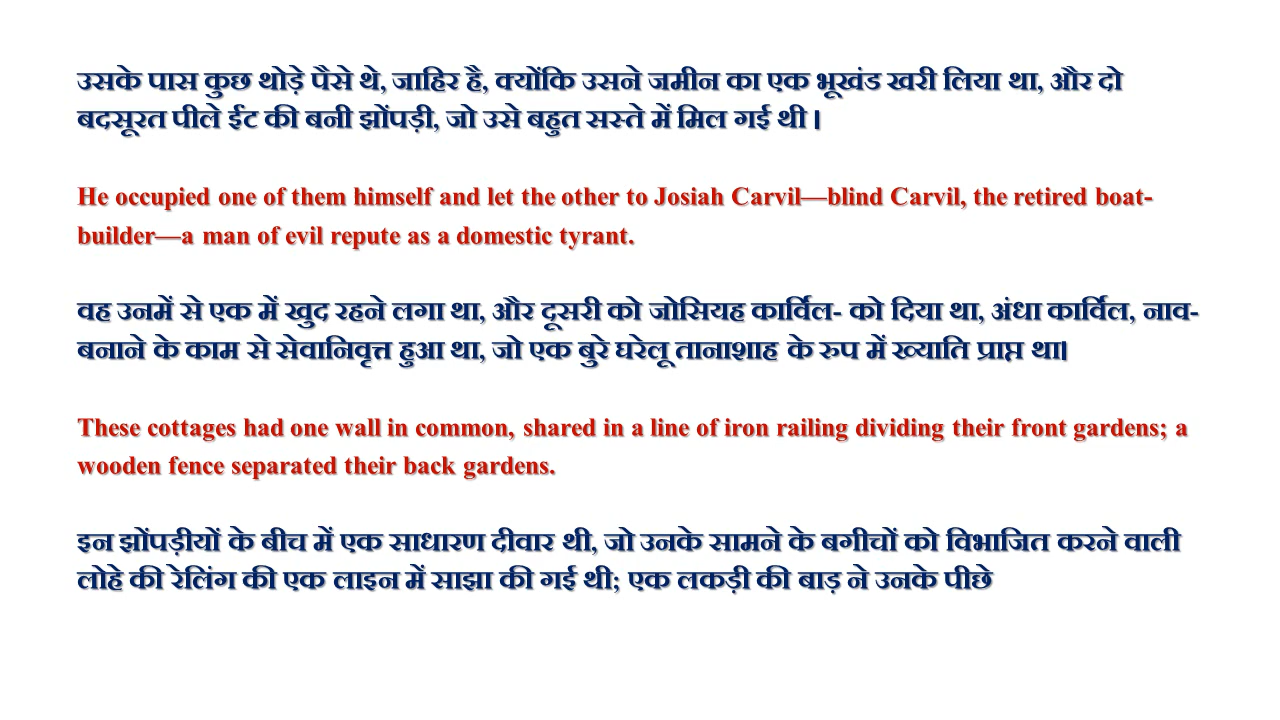 उसके पास कुछ थोड़े पैसे थे, जाहिर है, क्योंकि उसने जमीन का एक भूखंड खरी लिया था, और दो
बदसूरत पीले ईट की बनी झोंपड़ी, जो उसे बहुत सस्ते में मिल गई थी ।
He occupied one of them himself and let the other to Josiah Carvil—blind Carvil, the retired boat-
builder—a man of evil repute as a domestic tyrant.
वह उनमें से एक में खुद रहने लगा था, और दूसरी को जोसियह कार्विल- को दिया था, अंधा कार्विल, नाव-
बनाने के काम से सेवानिवृत्त हुआ था, जो एक बुरे घरेलू तानाशाह के रुप में ख्याति प्राप्त था।
These cottages had one wall in common, shared in a line of iron railing dividing their front gardens; a
wooden fence separated their back gardens.
इन झोंपड़ीयों के बीच में एक साधारण दीवार थी, जो उनके सामने के बगीचों को विभाजित करने वाली
लोहे की रेलिंग की एक लाइन में साझा की गई थी; एक लकड़ी की बाड़ ने उनके पीछे